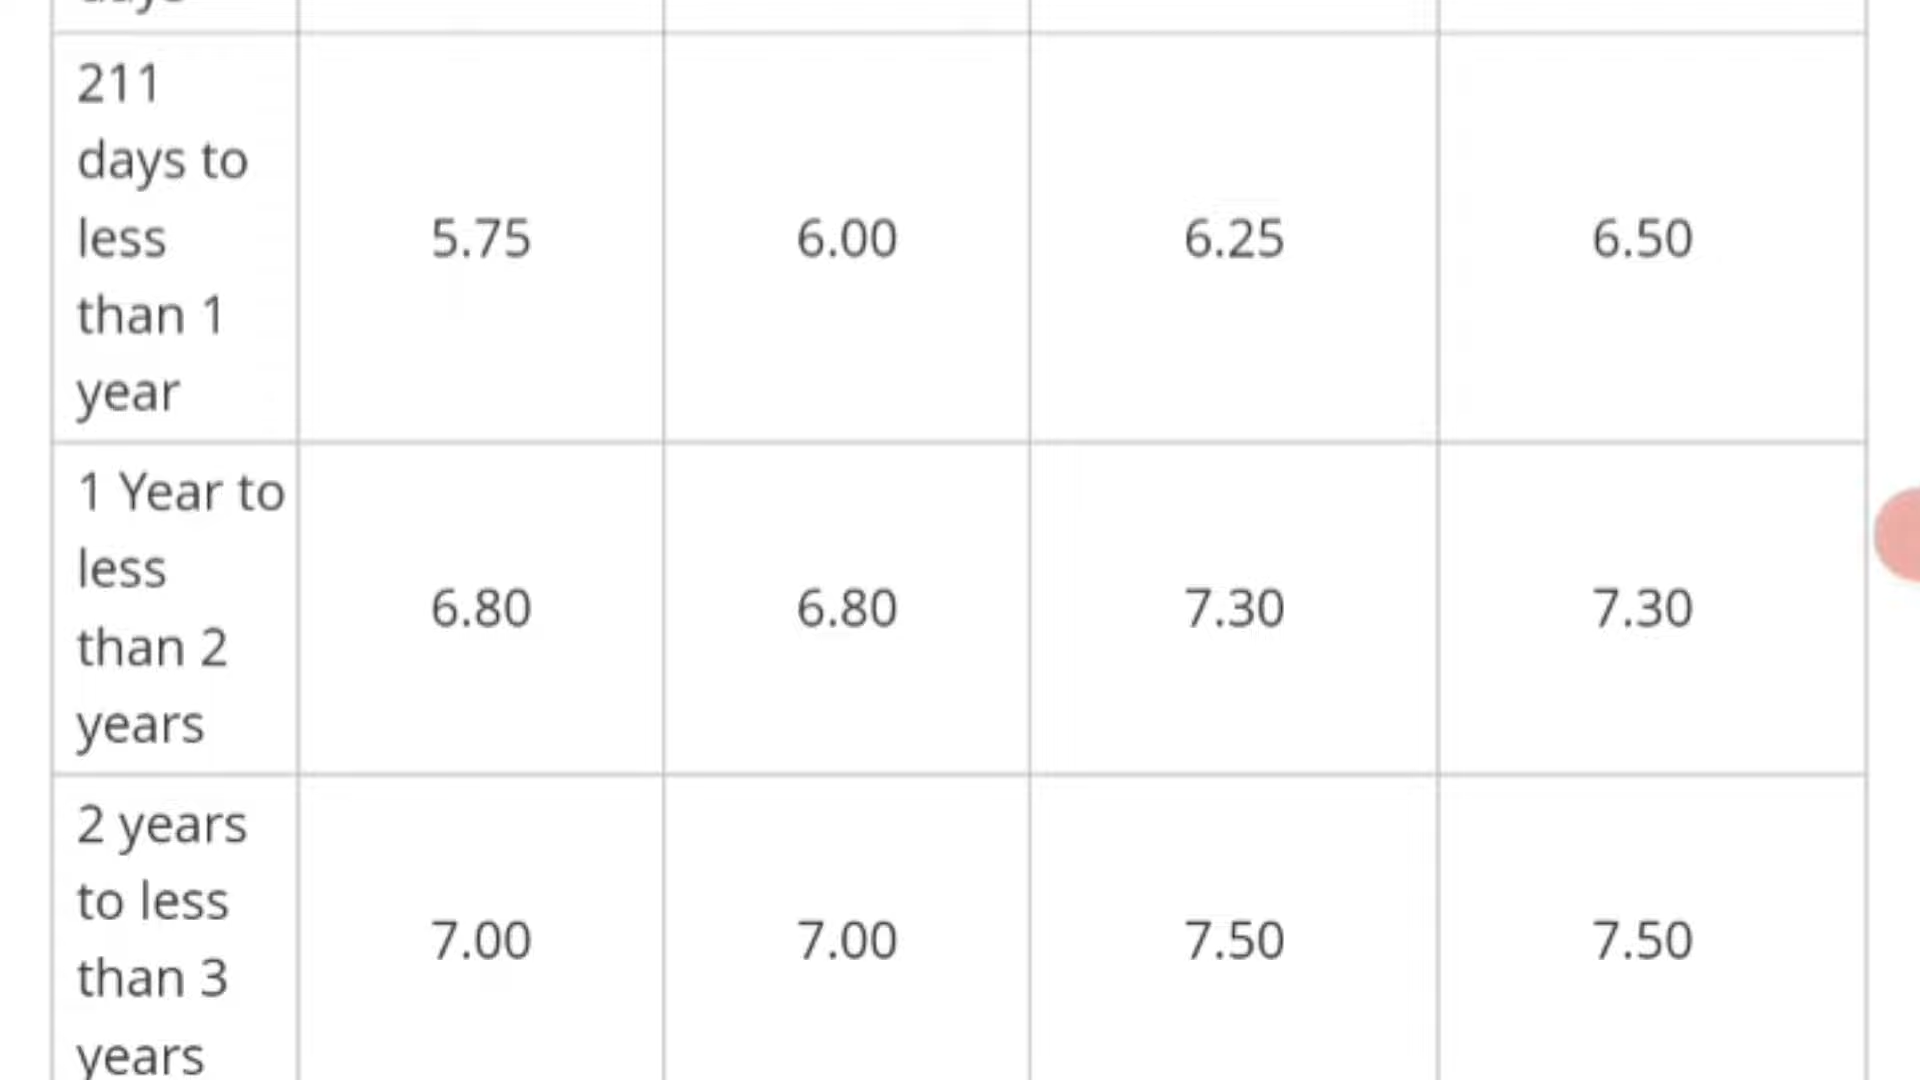 days
211
days to
less
than 1
year
5.75
6.00
6.25
6.50
1 Year to
less
than 2
years
6.80
6.80
7.30
7.30
2 years
to less
than 3
years
7.00
7.00
7.50
7.50